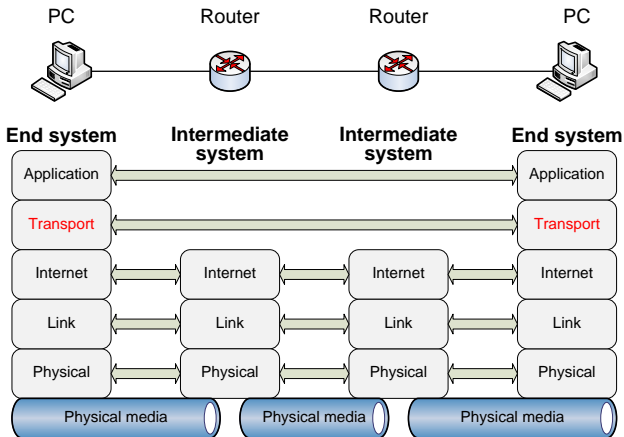 PC Router Router PC
End system Intermediate system Intermediate system End system
Application Application
Transport Transport
Internet Internet Internet Internet
Link Link Link Link
Physical Physical Physical Physical
Physical media Physical media Physical media